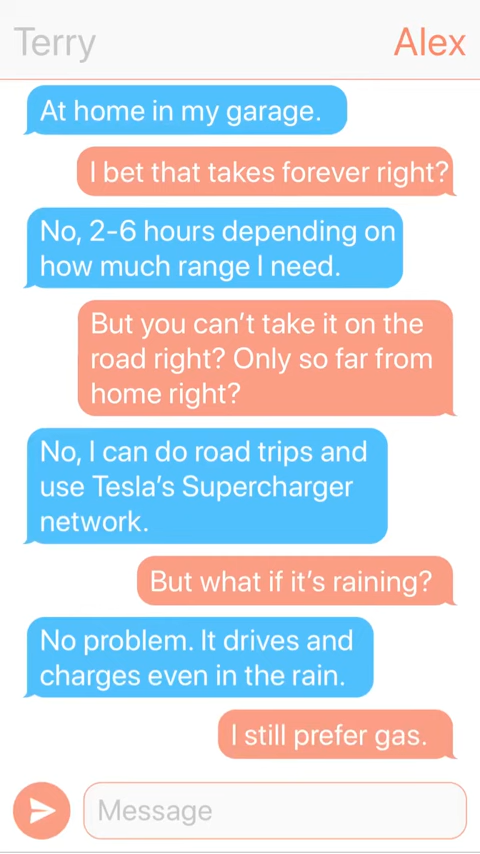 Terry
Alex
At home in my garage.
I bet that takes forever right?
No, 2-6 hours depending on
how much range I need.
But you can’t take it on the
road right? Only so far from
home right?
No, I can do road trips and
use Tesla’s Supercharger
network.
But what if it’s raining?
No problem. It drives and
charges even in the rain.
I still prefer gas.
Message